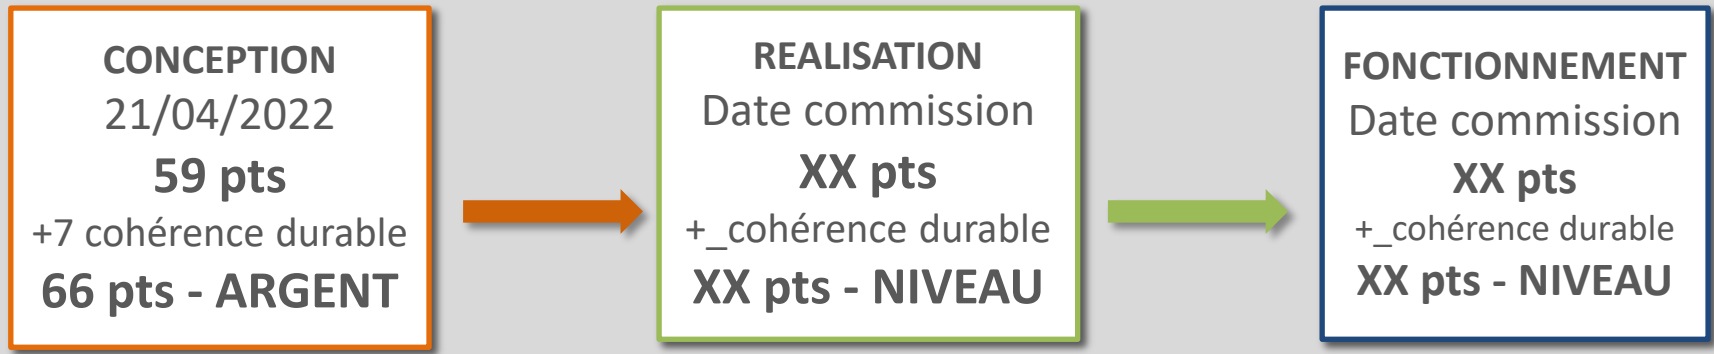 CONCEPTION
21/04/2022
59 pts
+7 cohérence durable
66 pts - ARGENT
REALISATION
Date commission
XX pts
+_cohérence durable
XX pts - NIVEAU
FONCTIONNEMENT
Date commission
XX pts
+_cohérence durable
XX pts - NIVEAU